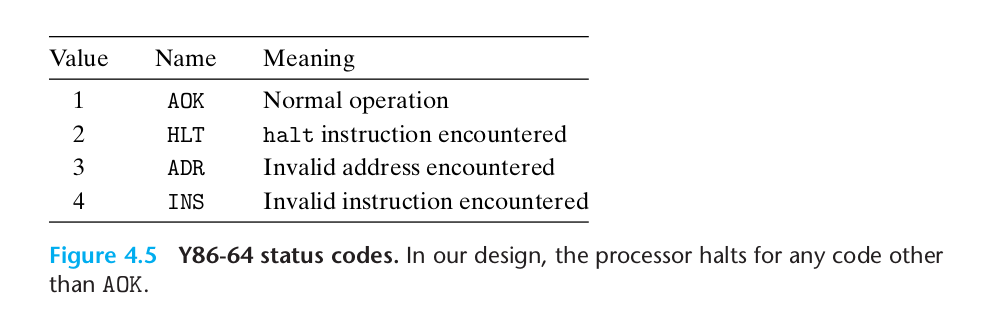 Value Name Meaning
1 AOK Normal operation
2 HLT halt instruction encountered
3 ADR Invalid address encountered
4 INS Invalid instruction encountered
Figure 4.5 Y86-64 status codes. In our design, the processor halts for any code other
than AOK.